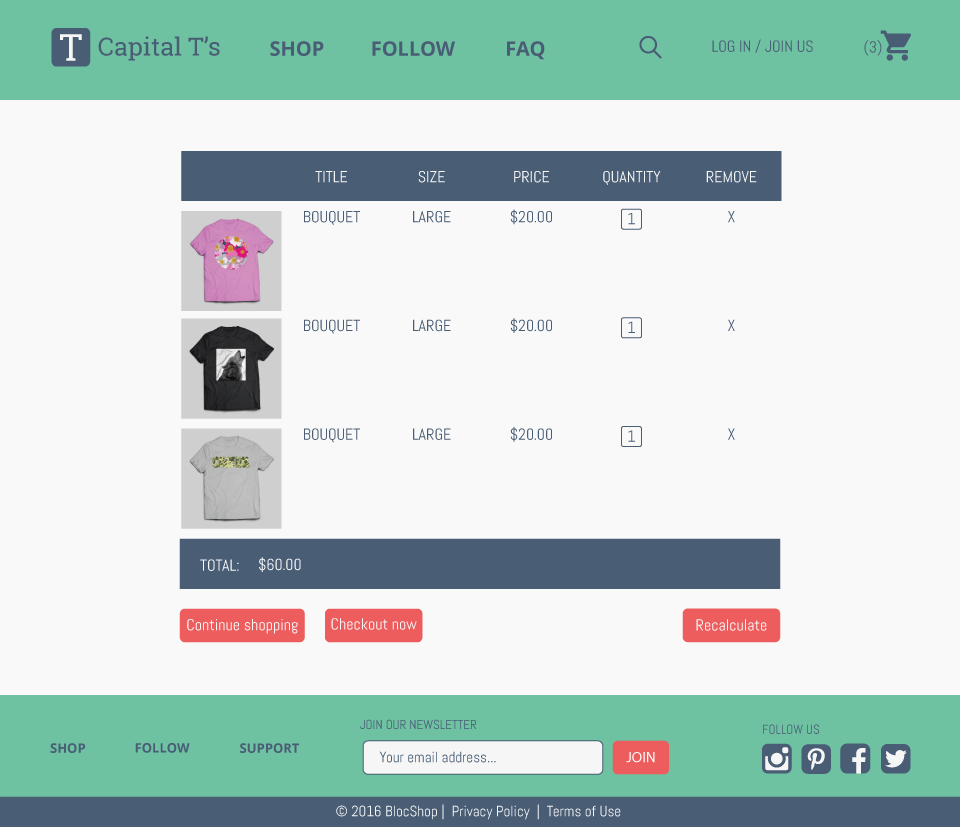 T Capital T's SHOP FOLLOW FAQ LOG IN / JOIN US (3)
TITLE SIZE PRICE QUANTITY REMOVE
BOUQUET LARGE $20.00 1 X
BOUQUET LARGE $20.00 1 X
BOUQUET LARGE $20.00 1 X
TOTAL: $60.00
Continue shopping Checkout now Recalculate
JOIN OUR NEWSLETTER FOLLOW US
SHOP FOLLOW SUPPORT Your email address... JOIN
© 2016 BlocShop | Privacy Policy | Terms of Use